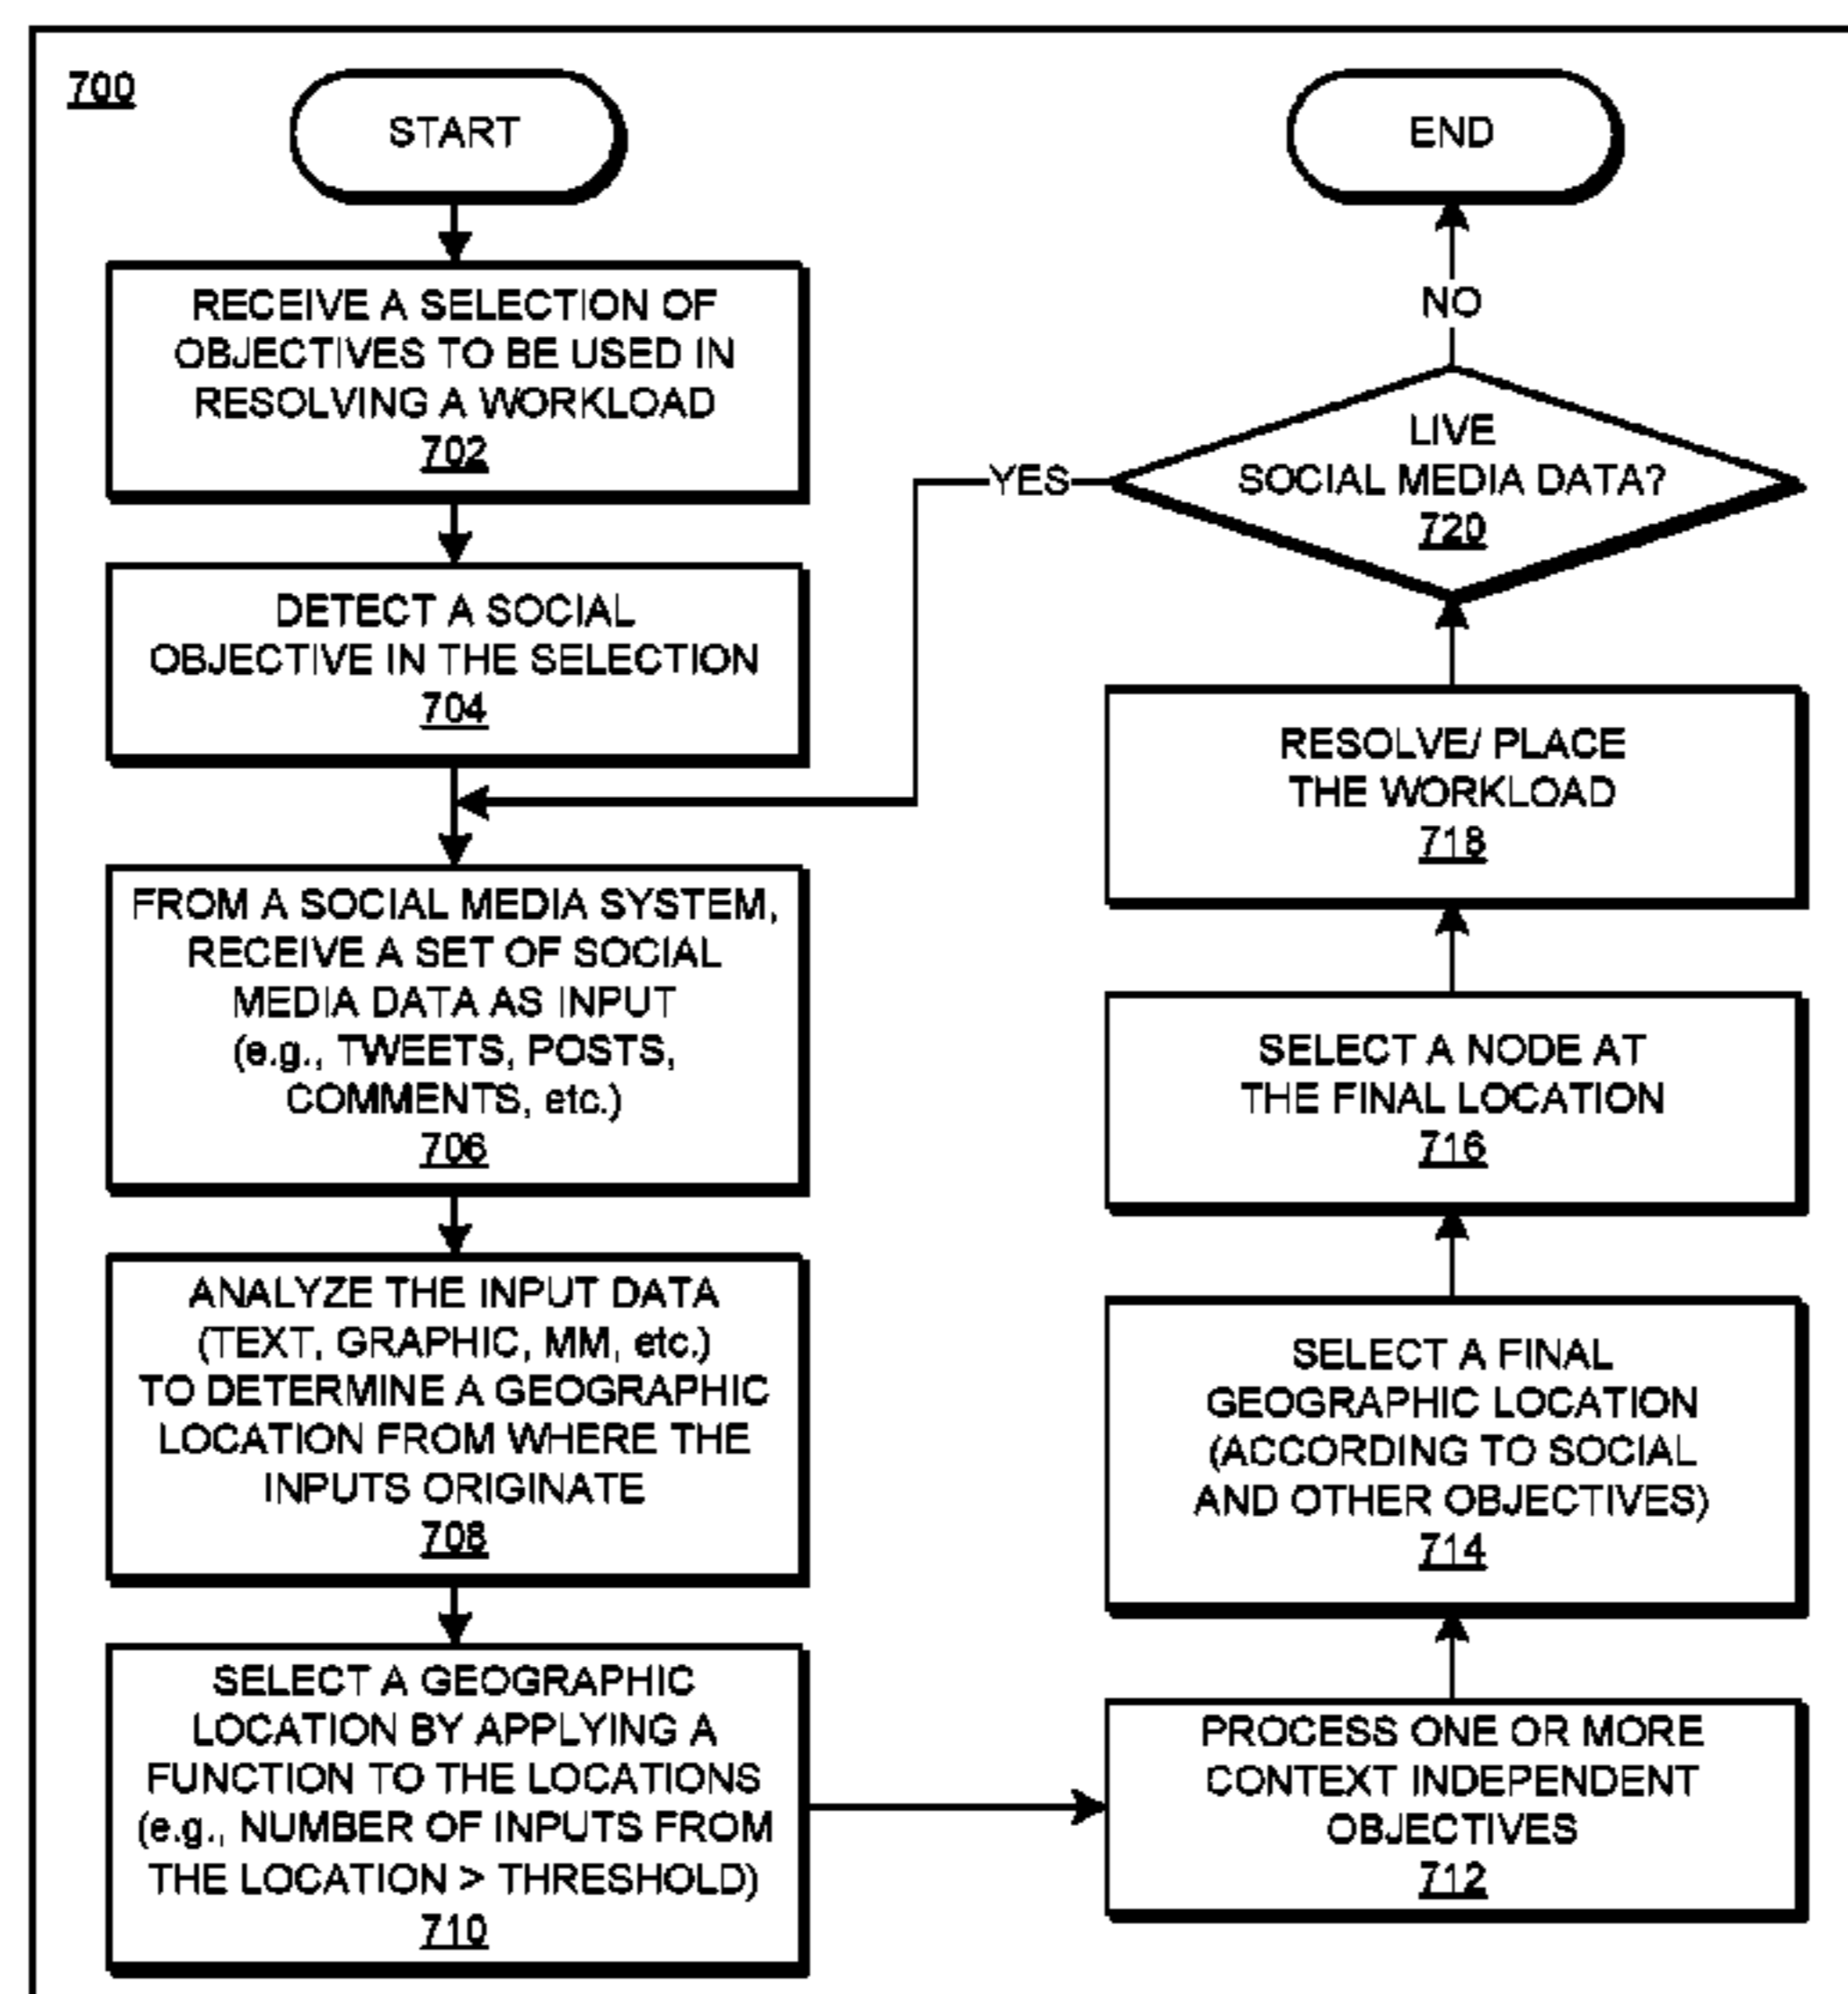 700
START
RECEIVE A SELECTION OF
OBJECTIVES TO BE USED IN
RESOLVING A WORKLOAD
702
DETECT A SOCIAL
OBJECTIVE IN THE SELECTION
704
FROM A SOCIAL MEDIA SYSTEM,
RECEIVE A SET OF SOCIAL
MEDIA DATA AS INPUT
(e.g., TWEETS, POSTS,
COMMENTS, etc.)
706
ANALYZE THE INPUT DATA
(TEXT, GRAPHIC, MM, etc.)
TO DETERMINE A GEOGRAPHIC
LOCATION FROM WHERE THE
INPUTS ORIGINATE
708
SELECT A GEOGRAPHIC
LOCATION BY APPLYING A
FUNCTION TO THE LOCATIONS
(e.g., NUMBER OF INPUTS FROM
THE LOCATION > THRESHOLD)
710
PROCESS ONE OR MORE
CONTEXT INDEPENDENT
OBJECTIVES
712
SELECT A FINAL
GEOGRAPHIC LOCATION
(ACCORDING TO SOCIAL
AND OTHER OBJECTIVES)
714
SELECT A NODE AT
THE FINAL LOCATION
716
RESOLVE/ PLACE
THE WORKLOAD
718
LIVE
SOCIAL MEDIA DATA?
720
YES
NO
END